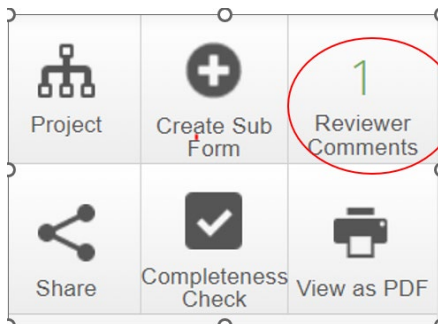 Project
Create Sub
Form
1
Reviewer
Comments
Share
Completeness
Check
View as PDF